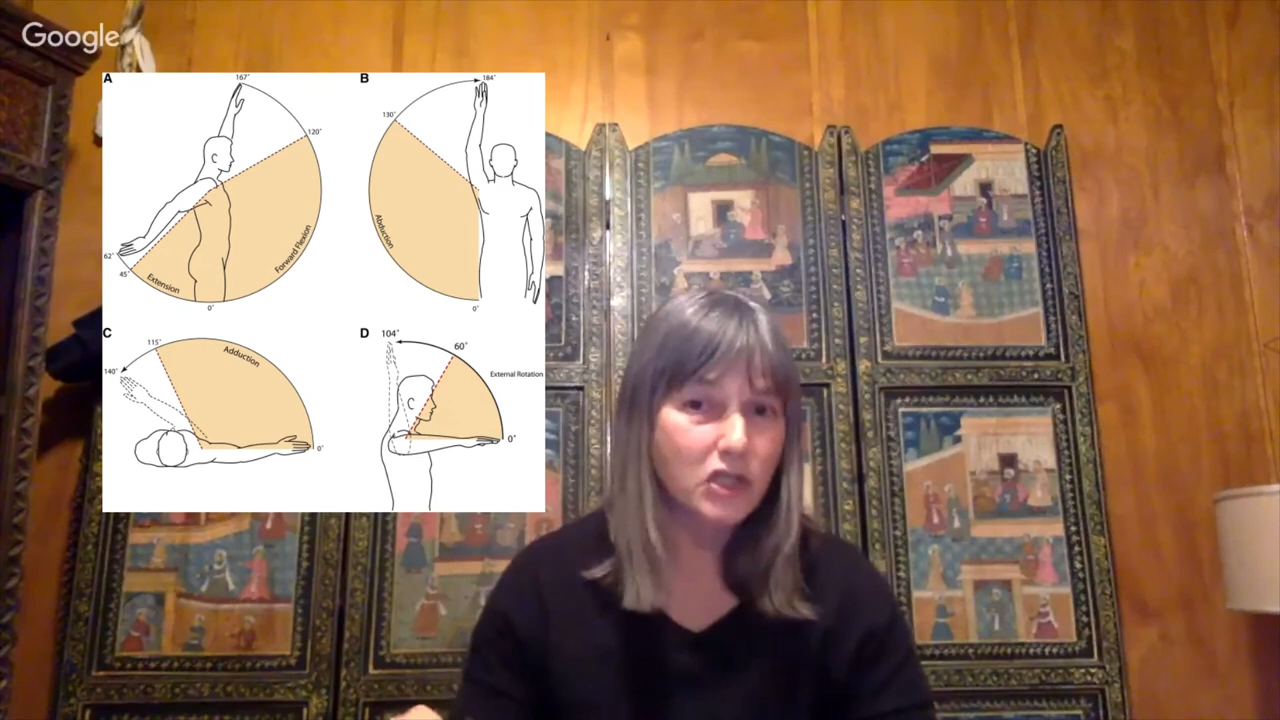 Google
A
167°
120°
Forward Flexion
62°
45°
Extension
0°
B
184°
130°
Abduction
0°
C
140°
115°
Adduction
0°
D
104°
60°
External Rotation
0°